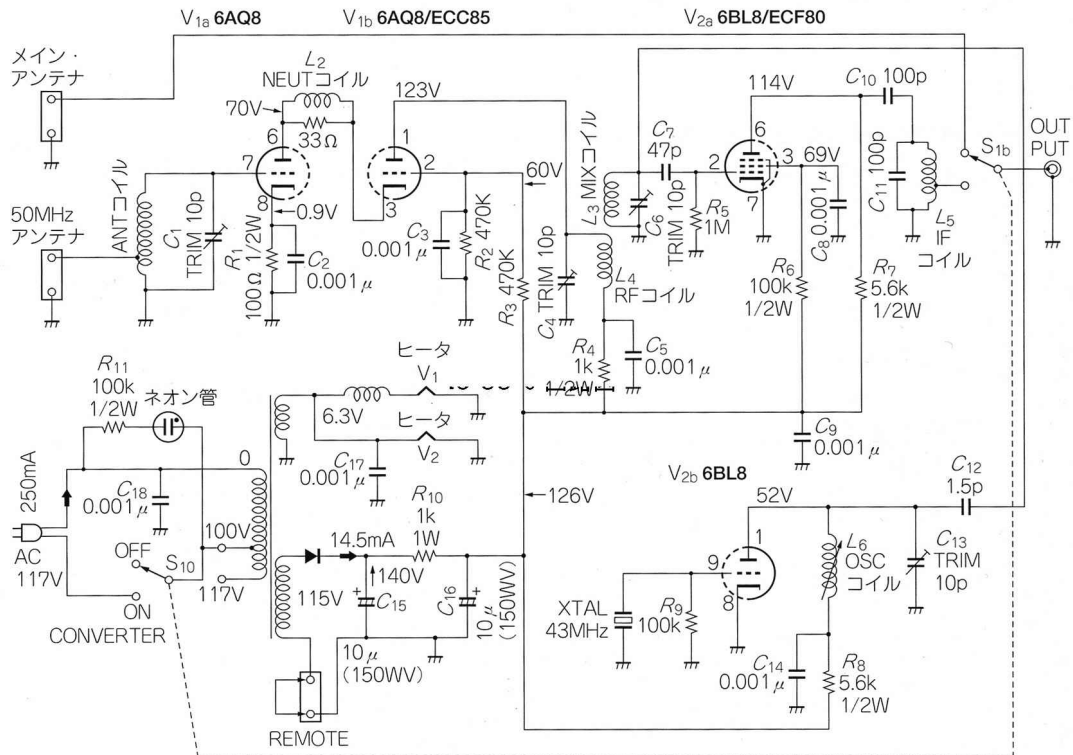 V1a 6AQ8
V1b 6AQ8/ECC85
V2a 6BL8/ECF80
メイン・
アンテナ
L2
NEUTコイル
70V
33Ω
6
7
8
0.9V
123V
1
2
3
60V
C7
47p
114V
6
2
3
7
69V
C10 100p
C11 100p
S1b
OUT
PUT
L5
IF
コイル
50MHz
アンテナ
ANTコイル
C1
TRIM 10p
R1
100Ω 1/2W
C2
0.001μ
C3
0.001μ
R2
470K
R3 470K
C4 TRIM 10p
L3 MIXコイル
C6
TRIM 10p
R5
1M
C8 0.001μ
L4
RFコイル
R6
100k
1/2W
R7
5.6k
1/2W
R4
1k
1/2W
C5
0.001μ
C9
0.001μ
R11
100k
1/2W
ネオン管
ヒータ
V1
6.3V
ヒータ
V2
C17
0.001μ
250mA
C18
0.001μ
0
100V
117V
AC
117V
OFF
S10
ON
CONVERTER
R10
1k
1W
14.5mA
115V
140V
C15
10μ
(150WV)
C16
10μ
(150WV)
REMOTE
126V
V2b 6BL8
52V
1
9
8
XTAL
43MHz
R9
100k
C12
1.5p
L6
OSC
コイル
C13
TRIM
10p
C14
0.001μ
R8
5.6k
1/2W